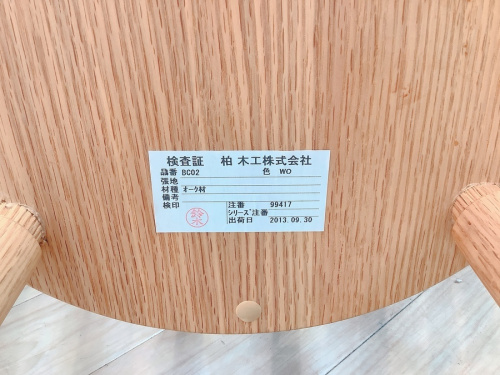 検査証 柏木工株式会社
品番 BC02 色 WO
張地
材種 オーク材
備考
検印 注番 99417
シリーズ注番
出荷日 2013.09.30
鈴木